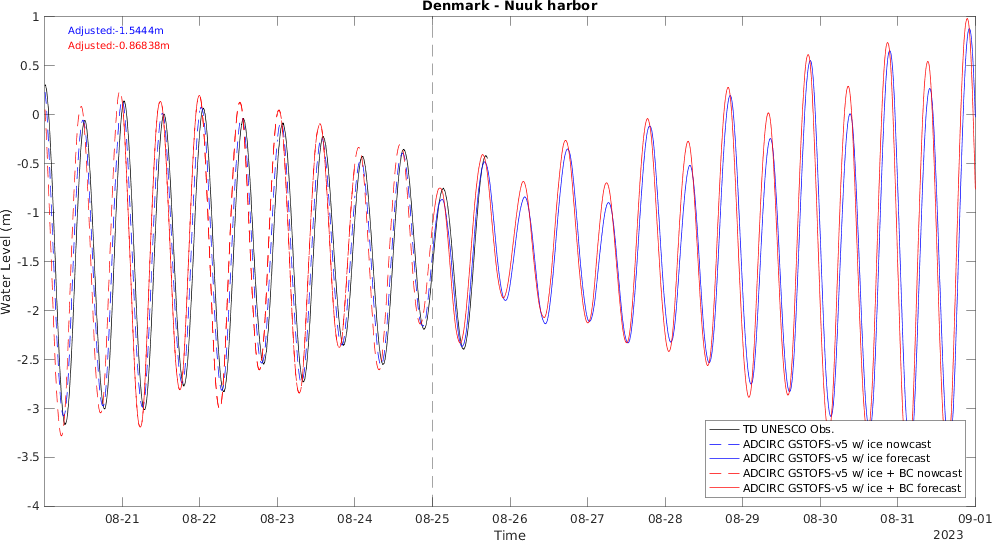 Denmark - Nuuk harbor
Adjusted:-1.5444m
Adjusted:-0.86838m
1
0.5
0
-0.5
-1
-1.5
-2
-2.5
-3
-3.5
-4
Water Level (m)
TD UNESCO Obs.
ADCIRC GSTOFS-v5 w/ ice nowcast
ADCIRC GSTOFS-v5 w/ ice forecast
ADCIRC GSTOFS-v5 w/ ice + BC nowcast
ADCIRC GSTOFS-v5 w/ ice + BC forecast
08-21 08-22 08-23 08-24 08-25 08-26 08-27 08-28 08-29 08-30 08-31 09-01
Time
2023